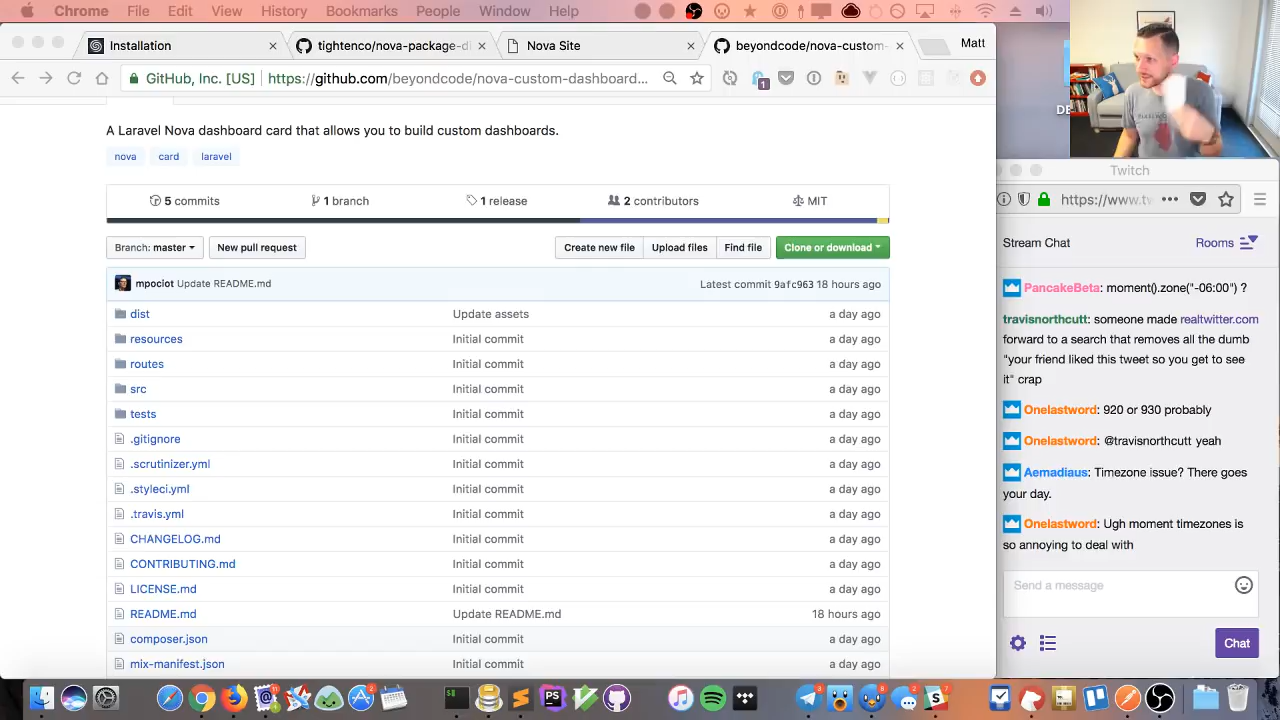 Chrome File Edit View History Bookmarks People Window Help
Installation
tightenco/nova-package-di
Nova Site
beyondcode/nova-custom-
Matt
GitHub, Inc. [US] https://github.com/beyondcode/nova-custom-dashboard...
1
DE
A Laravel Nova dashboard card that allows you to build custom dashboards.
nova card laravel
5 commits 1 branch 1 release 2 contributors MIT
Branch: master New pull request Create new file Upload files Find file Clone or download
mpociot Update README.md Latest commit 9afc963 18 hours ago
dist Update assets a day ago
resources Initial commit a day ago
routes Initial commit a day ago
src Initial commit a day ago
tests Initial commit a day ago
.gitignore Initial commit a day ago
.scrutinizer.yml Initial commit a day ago
.styleci.yml Initial commit a day ago
.travis.yml Initial commit a day ago
CHANGELOG.md Initial commit a day ago
CONTRIBUTING.md Initial commit a day ago
LICENSE.md Initial commit a day ago
README.md Update README.md 18 hours ago
composer.json Initial commit a day ago
mix-manifest.json Initial commit a day ago
Twitch
https://www.tw
Stream Chat Rooms
PancakeBeta: moment().zone("-06:00") ?
travisnorthcutt: someone made realtwitter.com
forward to a search that removes all the dumb
"your friend liked this tweet so you get to see
it" crap
Onelastword: 920 or 930 probably
Onelastword: @travisnorthcutt yeah
Aemadiaus: Timezone issue? There goes
your day.
Onelastword: Ugh moment timezones is
so annoying to deal with
Send a message
Chat